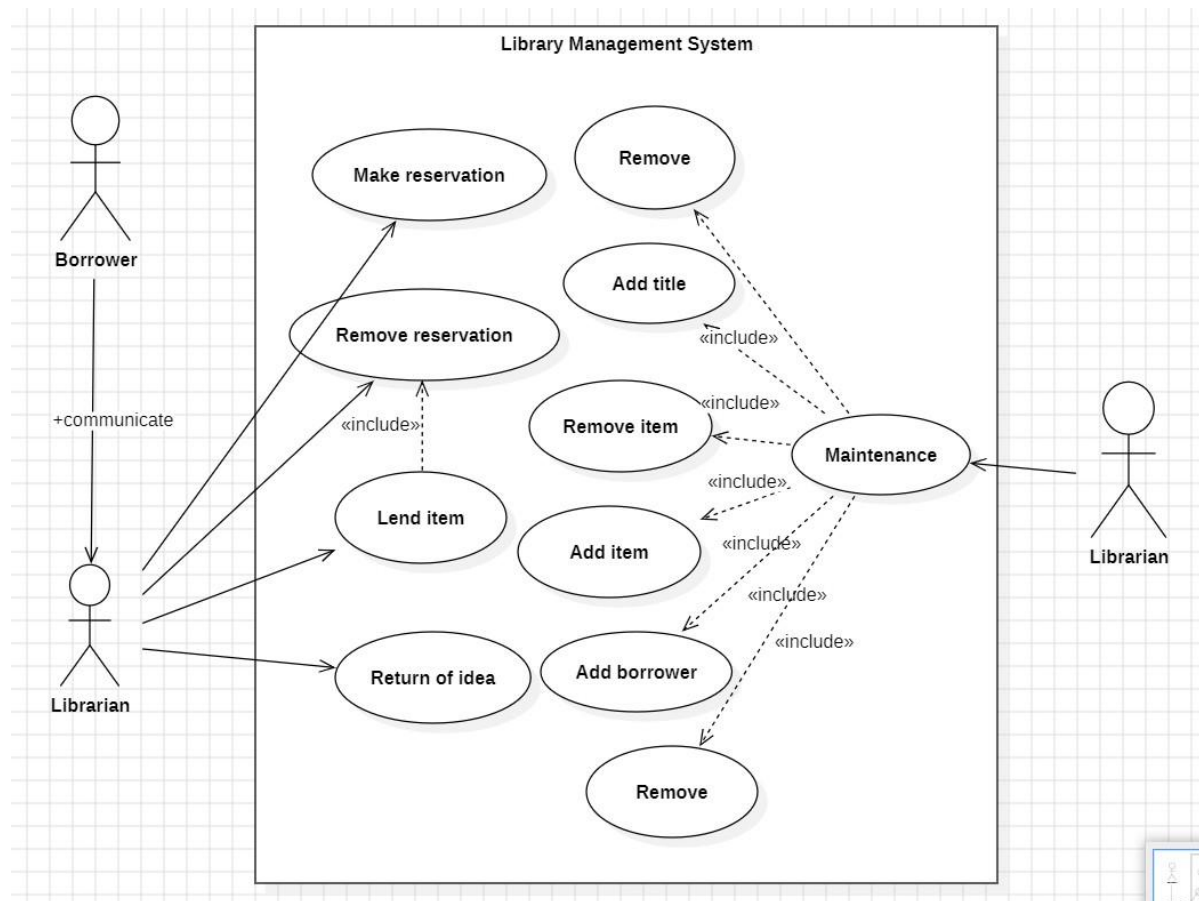 Library Management System
Make reservation
Remove
Borrower
Add title
Remove reservation
«include»
+communicate
«include»
«include»
Remove item
Maintenance
«include»
Lend item
«include»
Add item
Librarian
«include»
«include»
Return of idea
Add borrower
Librarian
Remove